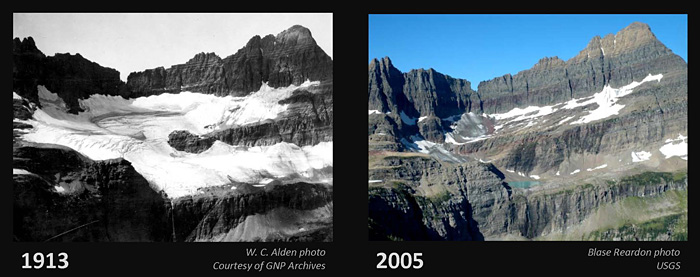 1913
W. C. Alden photo
Courtesy of GNP Archives
2005
Blase Reardon photo
USGS